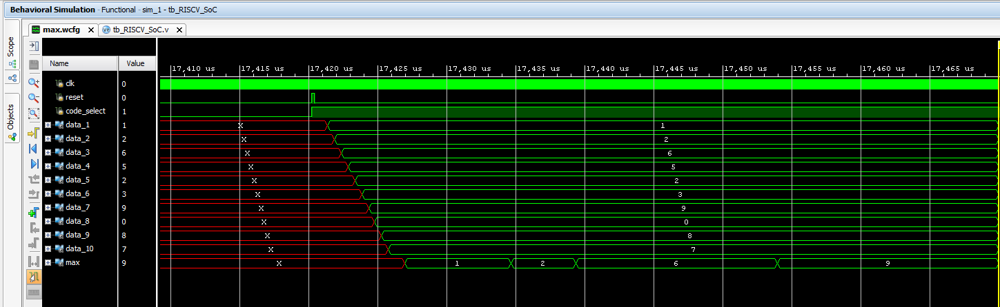 Behavioral Simulation - Functional - sim_1 - tb_RISCV_SoC
Scope
Objects
max.wcfg
tb_RISCV_SoC.v
Name Value
17,410 us 17,415 us 17,420 us 17,425 us 17,430 us 17,435 us 17,440 us 17,445 us 17,450 us 17,455 us 17,460 us 17,465 us
clk 0
reset 0
code_select 1
data_1 1 X 1
data_2 2 X 2
data_3 6 X 6
data_4 5 X 5
data_5 2 X 2
data_6 3 X 3
data_7 9 X 9
data_8 0 X 0
data_9 8 X 8
data_10 7 X 7
max 9 X 1 2 6 9